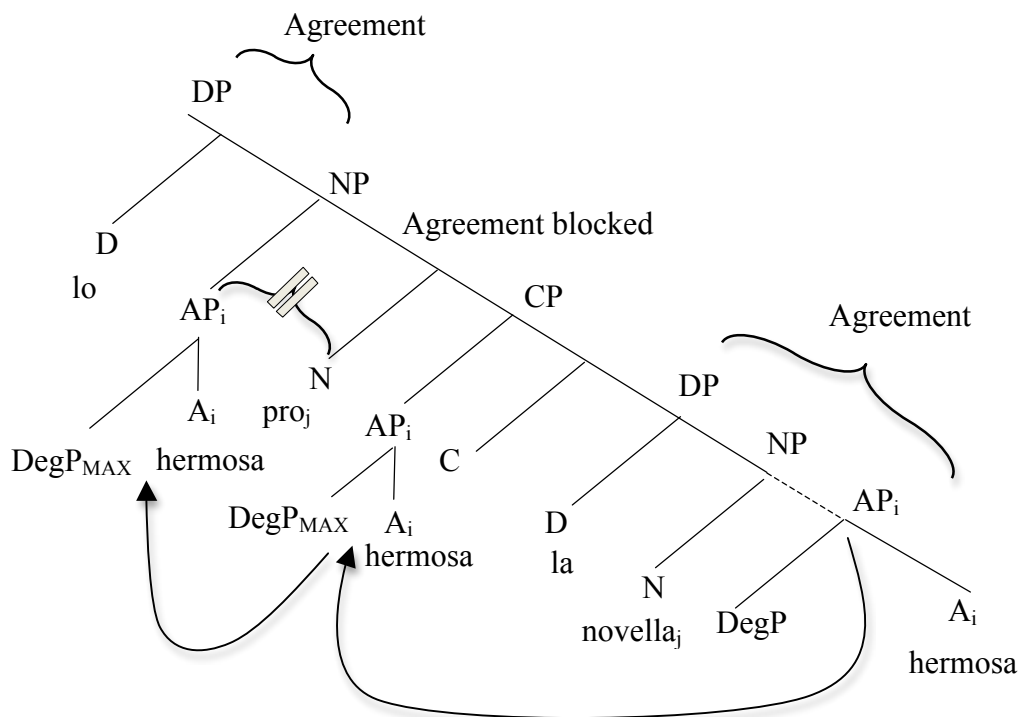 Agreement
DP
NP
Agreement blocked
D
lo
CP
AP_i
Agreement
N
pro_j
DP
A_i
hermosa
AP_i
NP
DegP_MAX
C
AP_i
DegP_MAX
A_i
hermosa
D
la
N
novella_j
DegP
A_i
hermosa